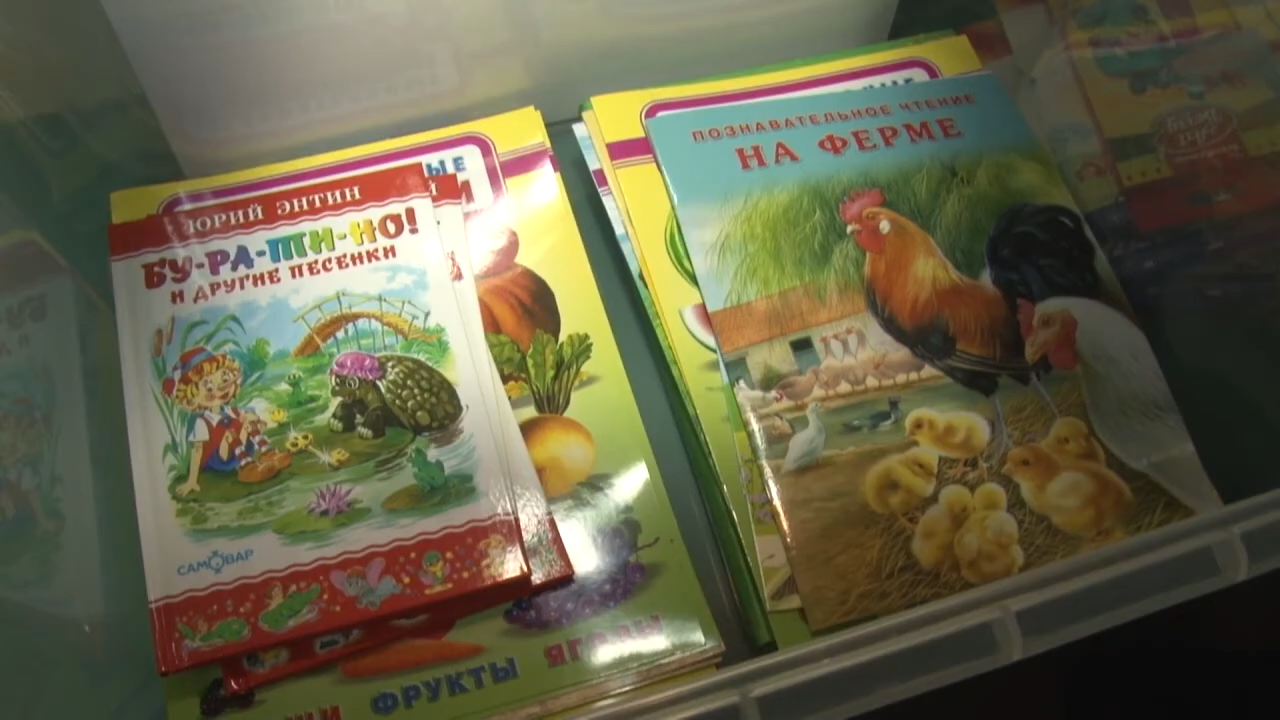 ЮРИЙ ЭНТИН
БУ-РА-ТИ-НО!
И ДРУГИЕ ПЕСЕНКИ
САМОВАР
ФРУКТЫ ЯГОДЫ
ПОЗНАВАТЕЛЬНОЕ ЧТЕНИЕ
НА ФЕРМЕ